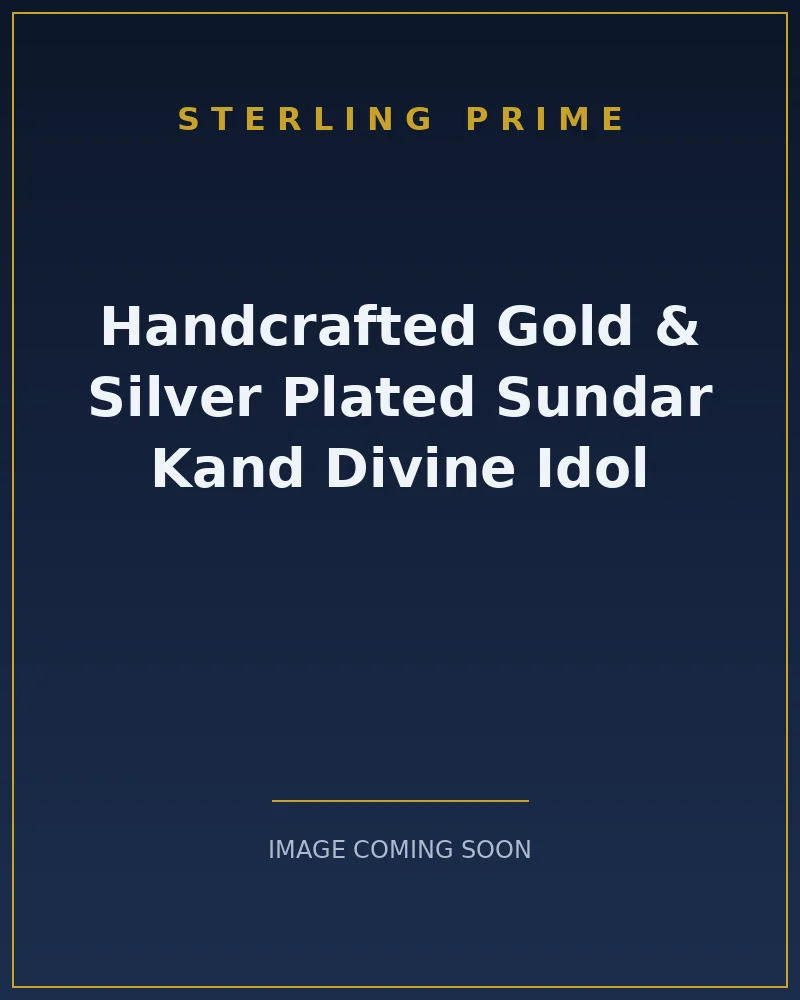 STERLING PRIME
Handcrafted Gold &
Silver Plated Sundar
Kand Divine Idol
IMAGE COMING SOON